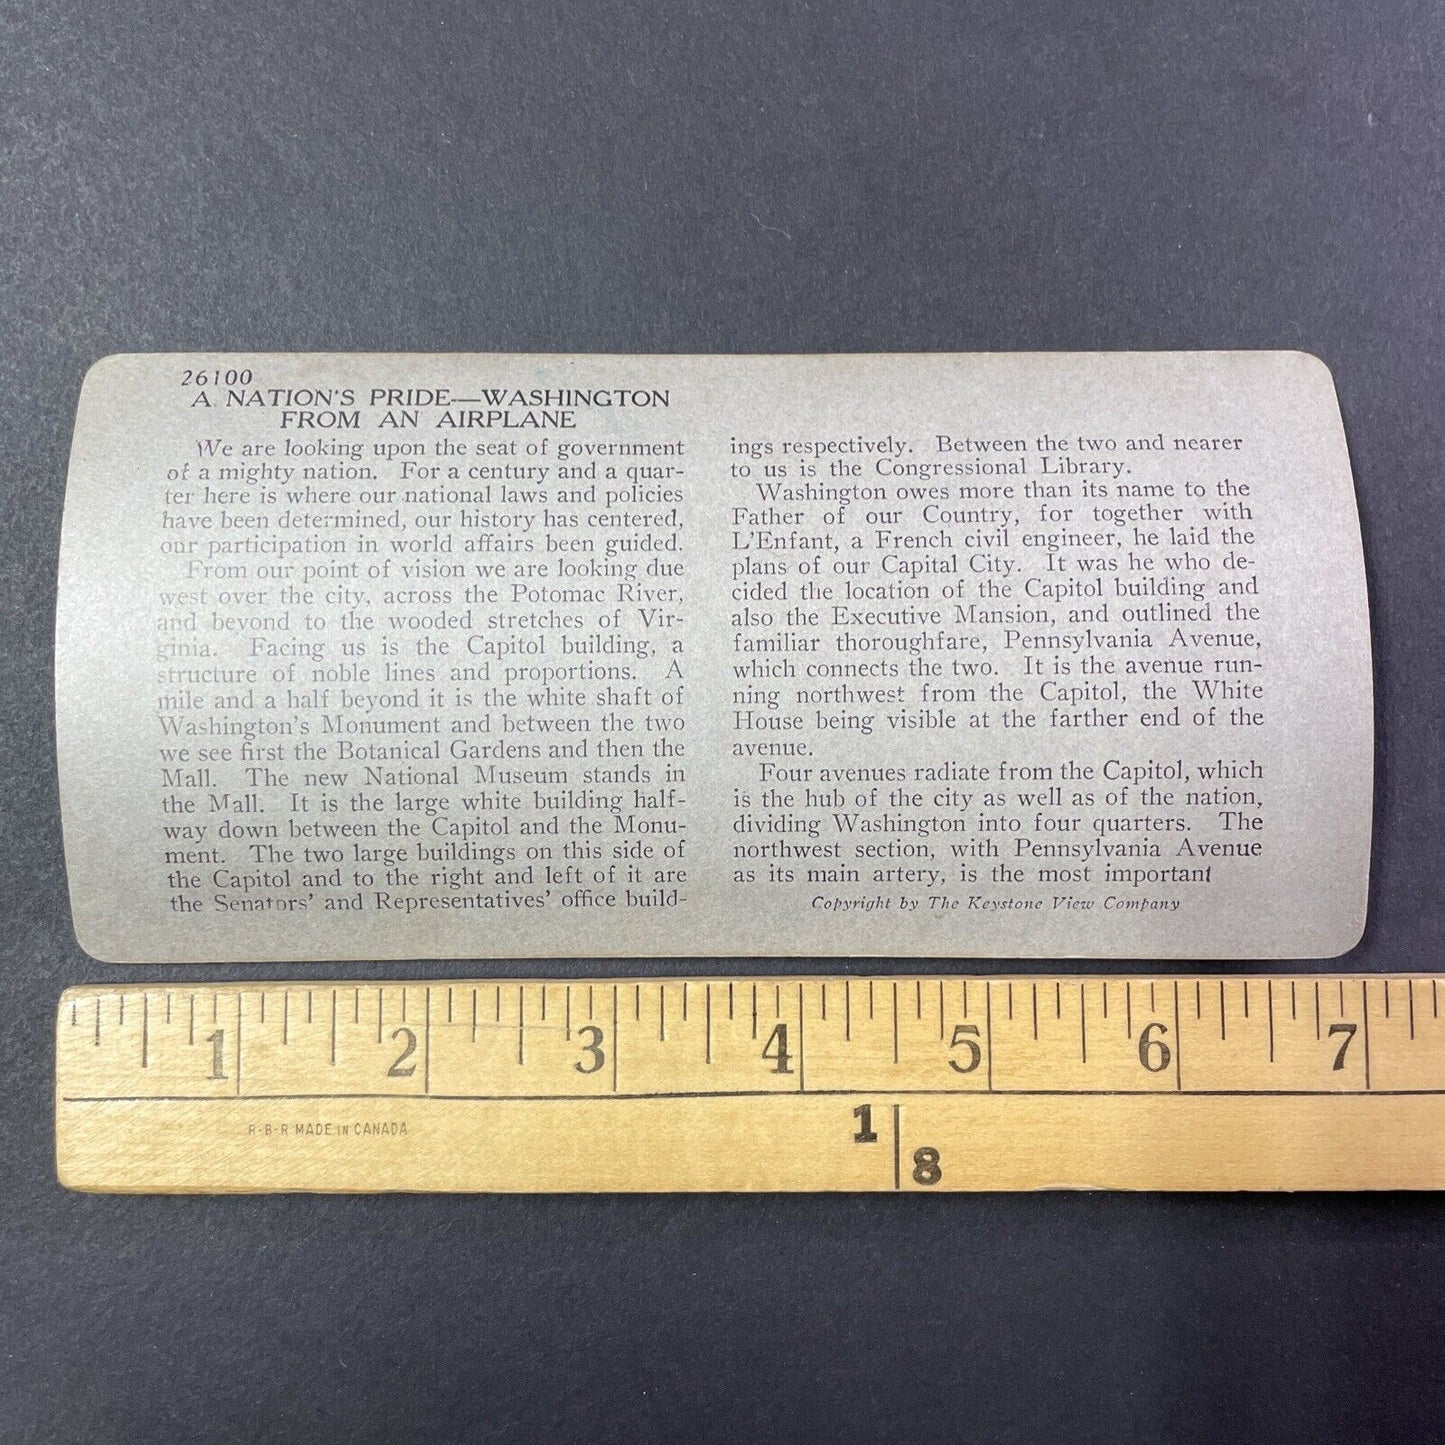 26100
A NATION'S PRIDE—WASHINGTON
FROM AN AIRPLANE
We are looking upon the seat of government
of a mighty nation. For a century and a quar-
ter here is where our national laws and policies
have been determined, our history has centered,
our participation in world affairs been guided.
From our point of vision we are looking due
west over the city, across the Potomac River,
and beyond to the wooded stretches of Vir-
ginia. Facing us is the Capitol building, a
structure of noble lines and proportions. A
mile and a half beyond it is the white shaft of
Washington's Monument and between the two
we see first the Botanical Gardens and then the
Mall. The new National Museum stands in
the Mall. It is the large white building half-
way down between the Capitol and the Monu-
ment. The two large buildings on this side of
the Capitol and to the right and left of it are
the Senators' and Representatives' office build-
ings respectively. Between the two and nearer
to us is the Congressional Library.
Washington owes more than its name to the
Father of our Country, for together with
L'Enfant, a French civil engineer, he laid the
plans of our Capital City. It was he who de-
cided the location of the Capitol building and
also the Executive Mansion, and outlined the
familiar thoroughfare, Pennsylvania Avenue,
which connects the two. It is the avenue run-
ning northwest from the Capitol, the White
House being visible at the farther end of the
avenue.
Four avenues radiate from the Capitol, which
is the hub of the city as well as of the nation,
dividing Washington into four quarters. The
northwest section, with Pennsylvania Avenue
as its main artery, is the most important
Copyright by The Keystone View Company
1 2 3 4 5 6 7
R-B-R MADE IN CANADA
1 8